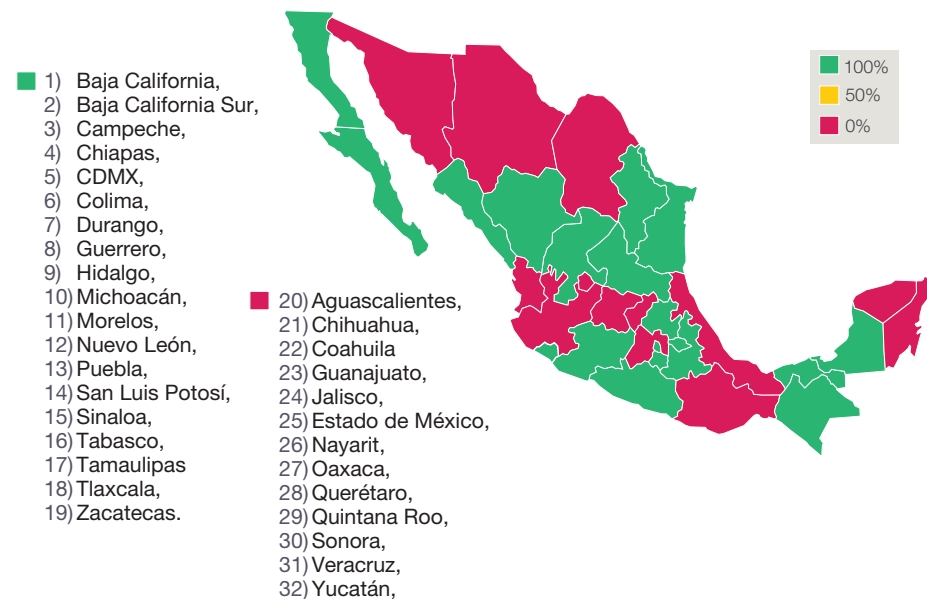 1) Baja California,
2) Baja California Sur,
3) Campeche,
4) Chiapas,
5) CDMX,
6) Colima,
7) Durango,
8) Guerrero,
9) Hidalgo,
10) Michoacán,
11) Morelos,
12) Nuevo León,
13) Puebla,
14) San Luis Potosí,
15) Sinaloa,
16) Tabasco,
17) Tamaulipas
18) Tlaxcala,
19) Zacatecas.
20) Aguascalientes,
21) Chihuahua,
22) Coahuila
23) Guanajuato,
24) Jalisco,
25) Estado de México,
26) Nayarit,
27) Oaxaca,
28) Querétaro,
29) Quintana Roo,
30) Sonora,
31) Veracruz,
32) Yucatán,
100%
50%
0%